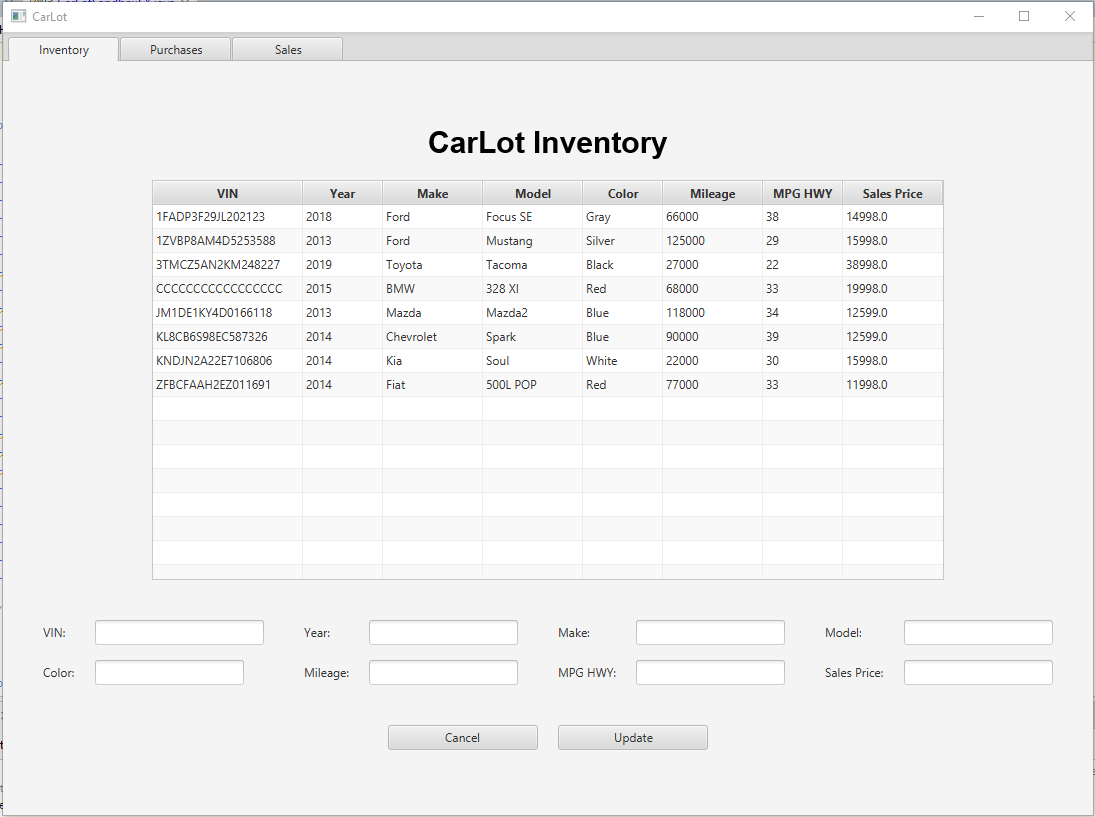 CarLot
Inventory Purchases Sales
CarLot Inventory
VIN Year Make Model Color Mileage MPG HWY Sales Price
1FADP3F29JL202123 2018 Ford Focus SE Gray 66000 38 14998.0
1ZVBP8AM4D5253588 2013 Ford Mustang Silver 125000 29 15998.0
3TMCZ5AN2KM248227 2019 Toyota Tacoma Black 27000 22 38998.0
CCCCCCCCCCCCCCCCC 2015 BMW 328 XI Red 68000 33 19998.0
JM1DE1KY4D0166118 2013 Mazda Mazda2 Blue 118000 34 12599.0
KL8CB6S98EC587326 2014 Chevrolet Spark Blue 90000 39 12599.0
KNDJN2A22E7106806 2014 Kia Soul White 22000 30 15998.0
ZFBCFAAH2EZ011691 2014 Fiat 500L POP Red 77000 33 11998.0
VIN: Year: Make: Model:
Color: Mileage: MPG HWY: Sales Price:
Cancel Update